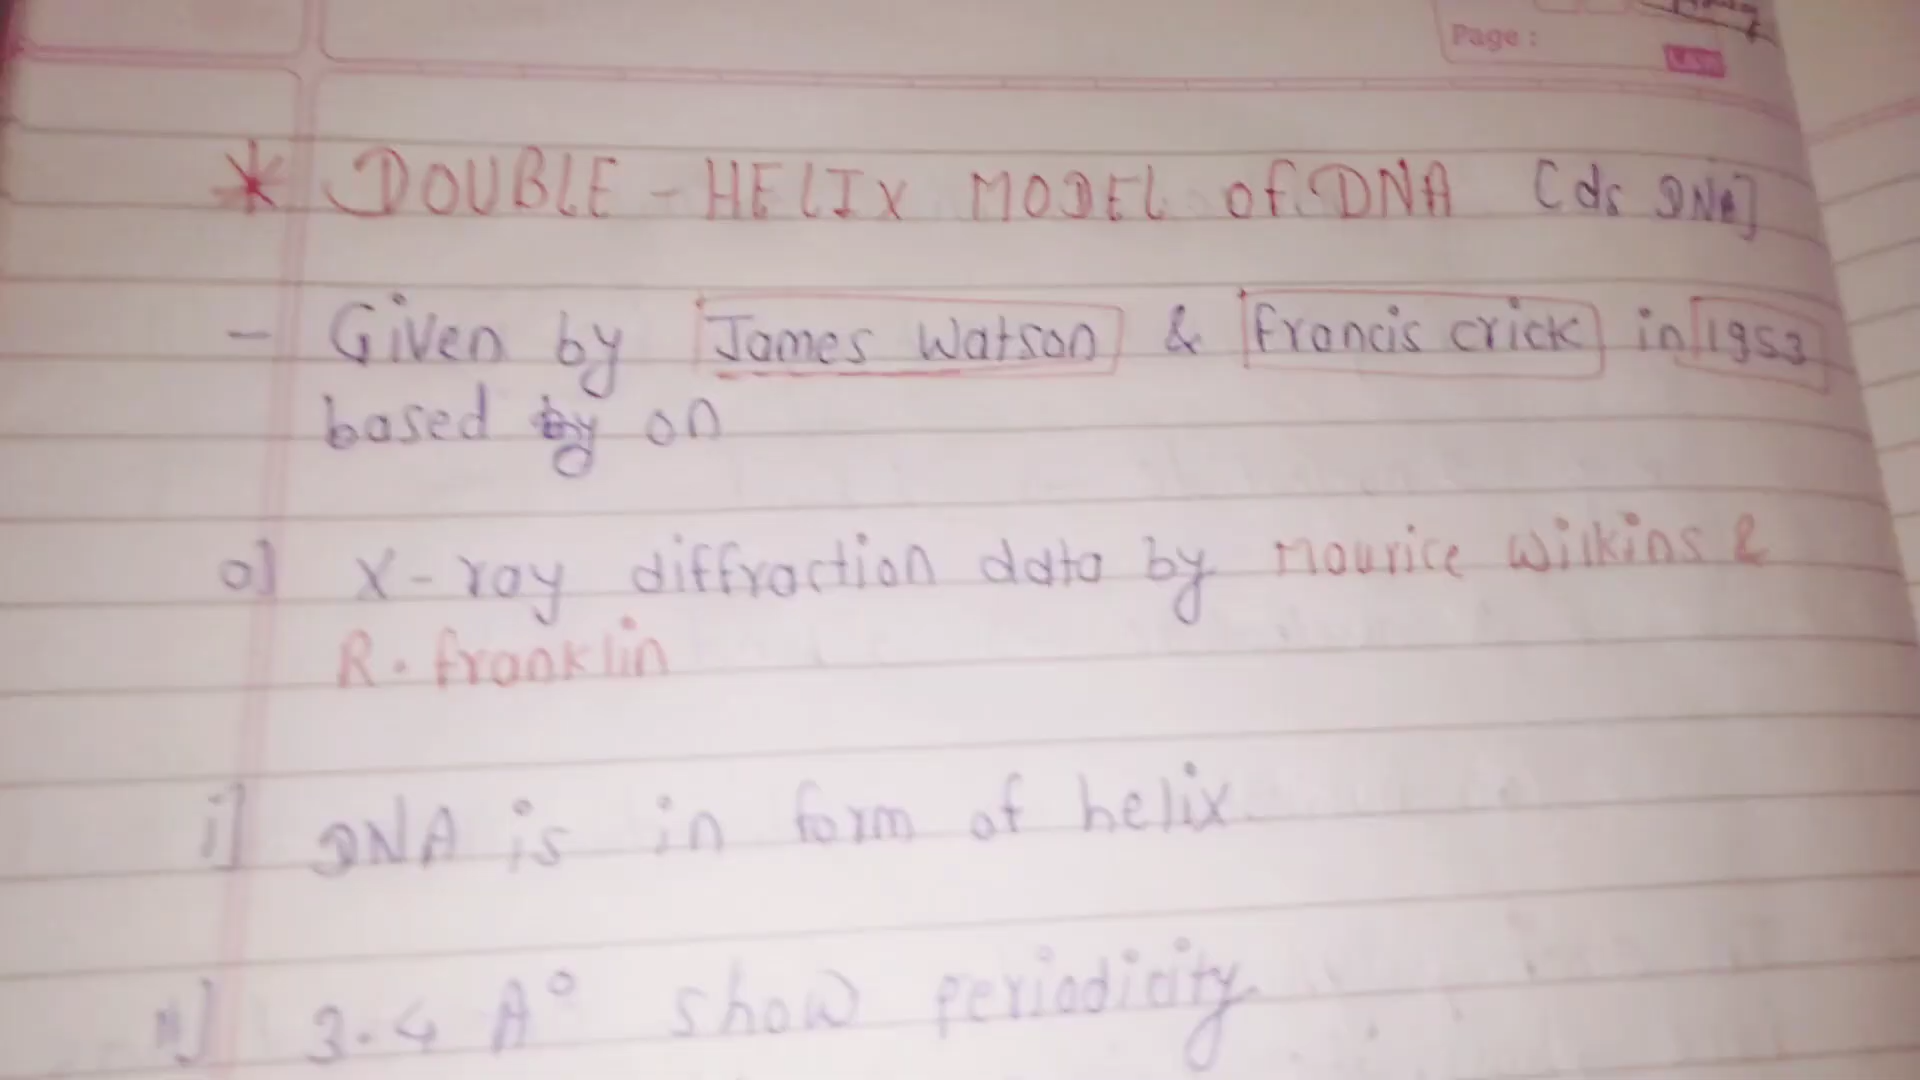 Page :
* DOUBLE - HELIX MODEL of DNA [ds DNA]
- Given by James Watson & Francis crick in 1953
based by on
a] X-ray diffraction data by Maurice Wilkins &
R. franklin
i] DNA is in form of helix
ii] 3.4 A° show periodicity